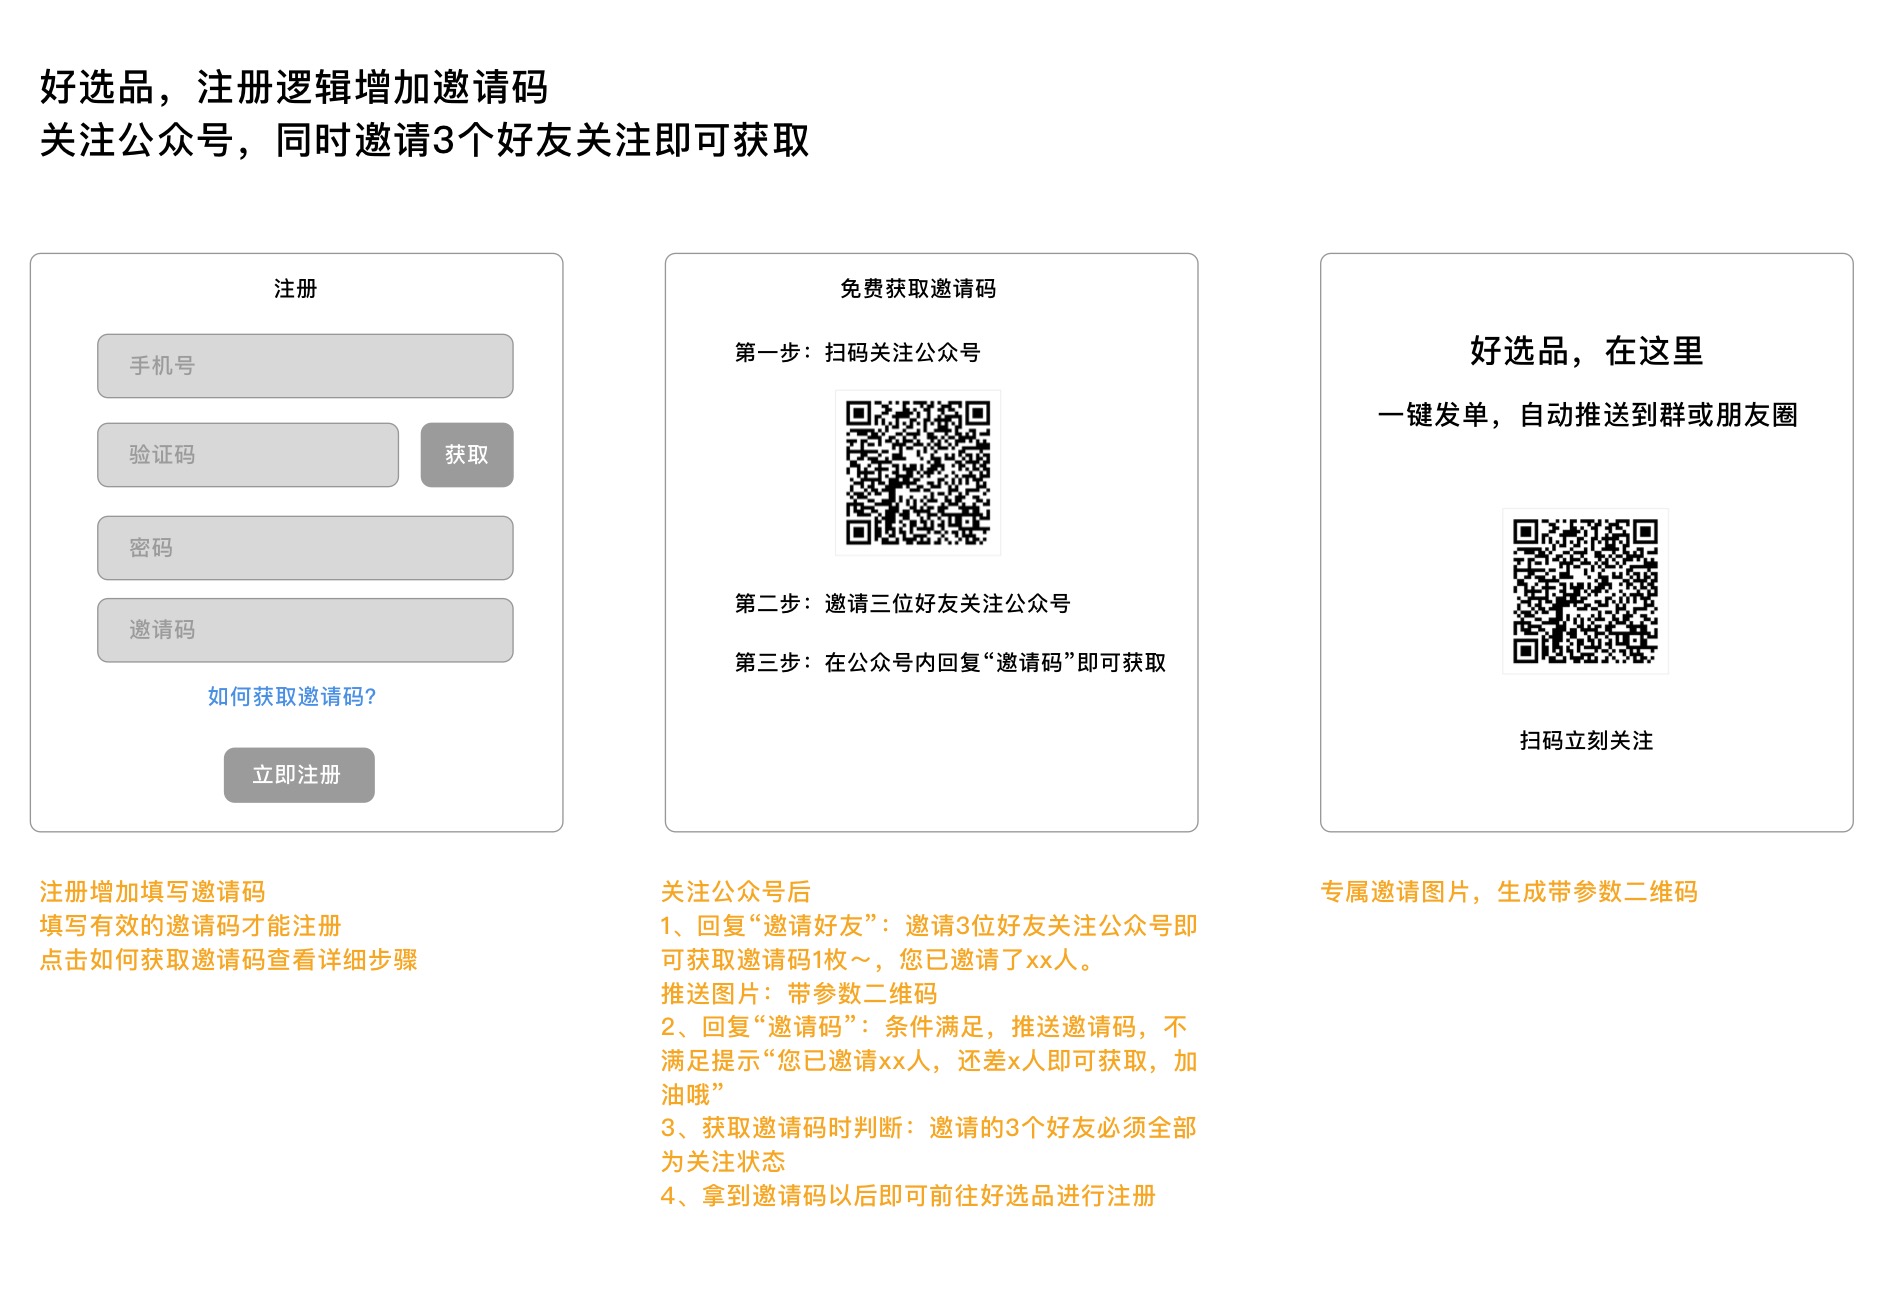 好选品，注册逻辑增加邀请码
关注公众号，同时邀请3个好友关注即可获取
注册
手机号
验证码
获取
密码
邀请码
如何获取邀请码?
立即注册
注册增加填写邀请码
填写有效的邀请码才能注册
点击如何获取邀请码查看详细步骤
免费获取邀请码
第一步：扫码关注公众号
第二步：邀请三位好友关注公众号
第三步：在公众号内回复“邀请码”即可获取
关注公众号后
1、回复“邀请好友”：邀请3位好友关注公众号即
可获取邀请码1枚～，您已邀请了xx人。
推送图片：带参数二维码
2、回复“邀请码”：条件满足，推送邀请码，不
满足提示“您已邀请xx人，还差x人即可获取，加
油哦”
3、获取邀请码时判断：邀请的3个好友必须全部
为关注状态
4、拿到邀请码以后即可前往好选品进行注册
好选品，在这里
一键发单，自动推送到群或朋友圈
扫码立刻关注
专属邀请图片，生成带参数二维码